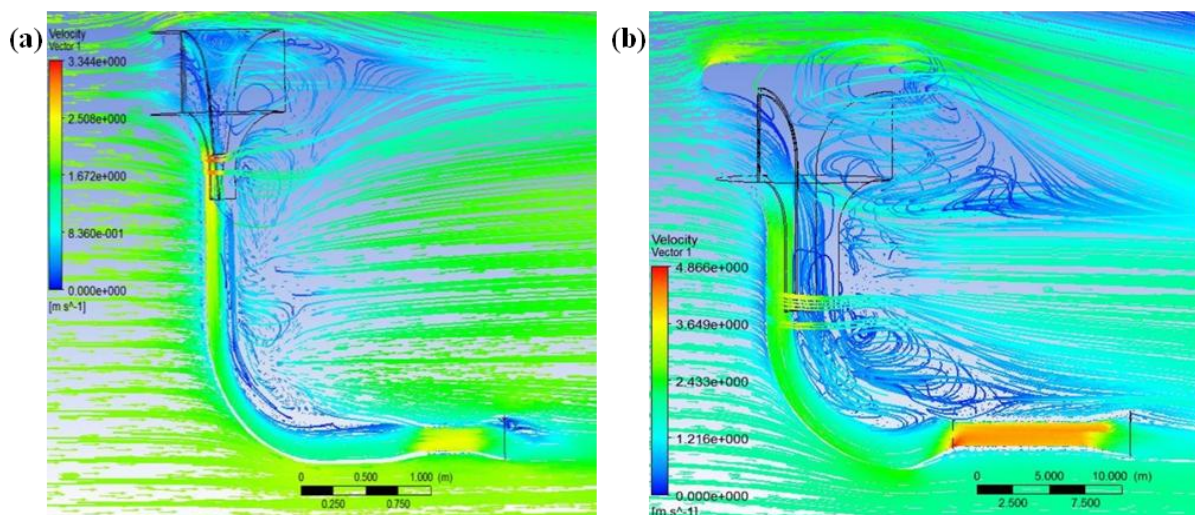 (a)
Velocity
Vector 1
3.344e+000
2.508e+000
1.672e+000
8.360e-001
0.000e+000
[m s^-1]
0 0.500 1.000 (m)
0.250 0.750
(b)
Velocity
Vector 1
4.866e+000
3.649e+000
2.433e+000
1.216e+000
0.000e+000
[m s^-1]
0 5.000 10.000 (m)
2.500 7.500